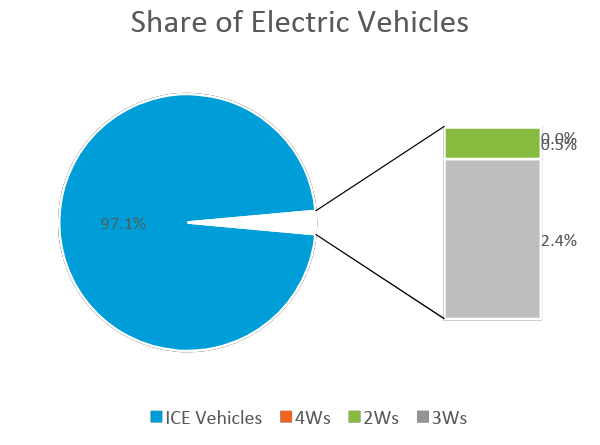 Share of Electric Vehicles
0.0%
0.5%
97.1%
2.4%
ICE Vehicles 4Ws 2Ws 3Ws